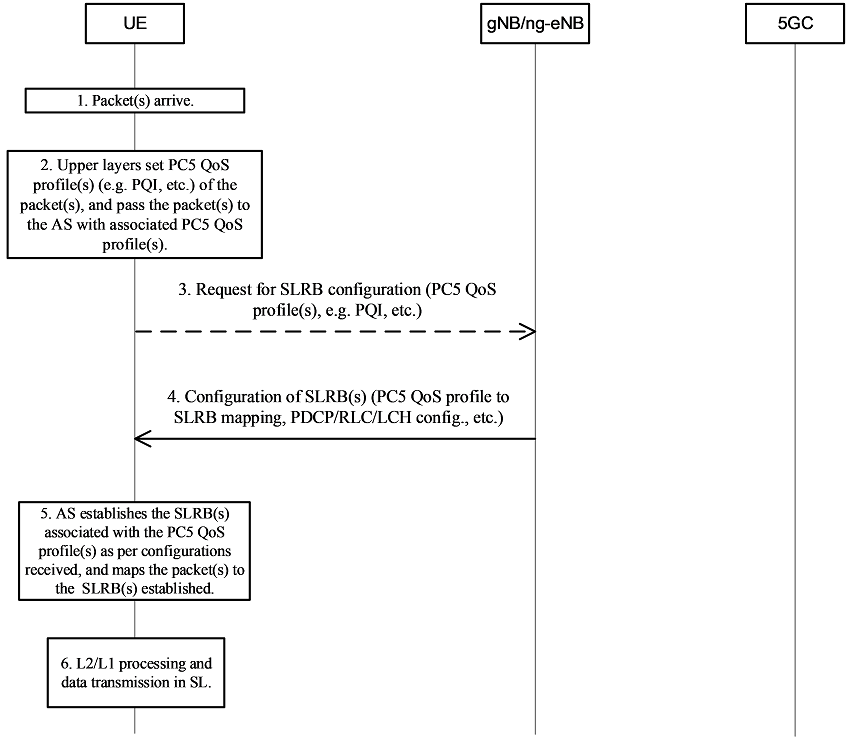 UE
gNB/ng-eNB
5GC
1. Packet(s) arrive.
2. Upper layers set PC5 QoS
profile(s) (e.g. PQI, etc.) of the
packet(s), and pass the packet(s) to
the AS with associated PC5 QoS
profile(s).
3. Request for SLRB configuration (PC5 QoS
profile(s), e.g. PQI, etc.)
4. Configuration of SLRB(s) (PC5 QoS profile to
SLRB mapping, PDCP/RLC/LCH config., etc.)
5. AS establishes the SLRB(s)
associated with the PC5 QoS
profile(s) as per configurations
received, and maps the packet(s) to
the SLRB(s) established.
6. L2/L1 processing and
data transmission in SL.